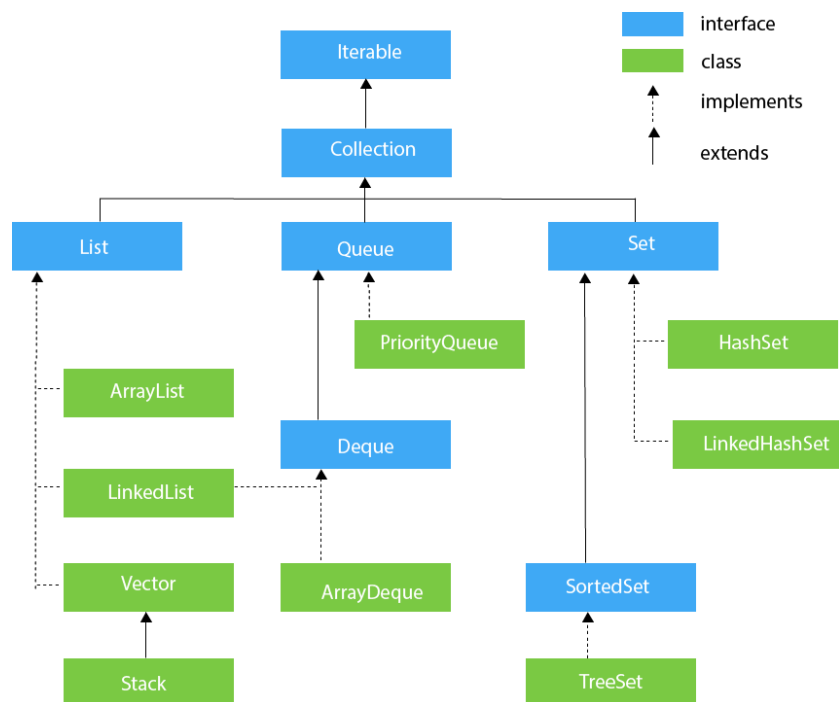 interface
Iterable
class
implements
Collection
extends
List
Queue
Set
PriorityQueue
HashSet
ArrayList
Deque
LinkedHashSet
LinkedList
Vector
ArrayDeque
SortedSet
Stack
TreeSet